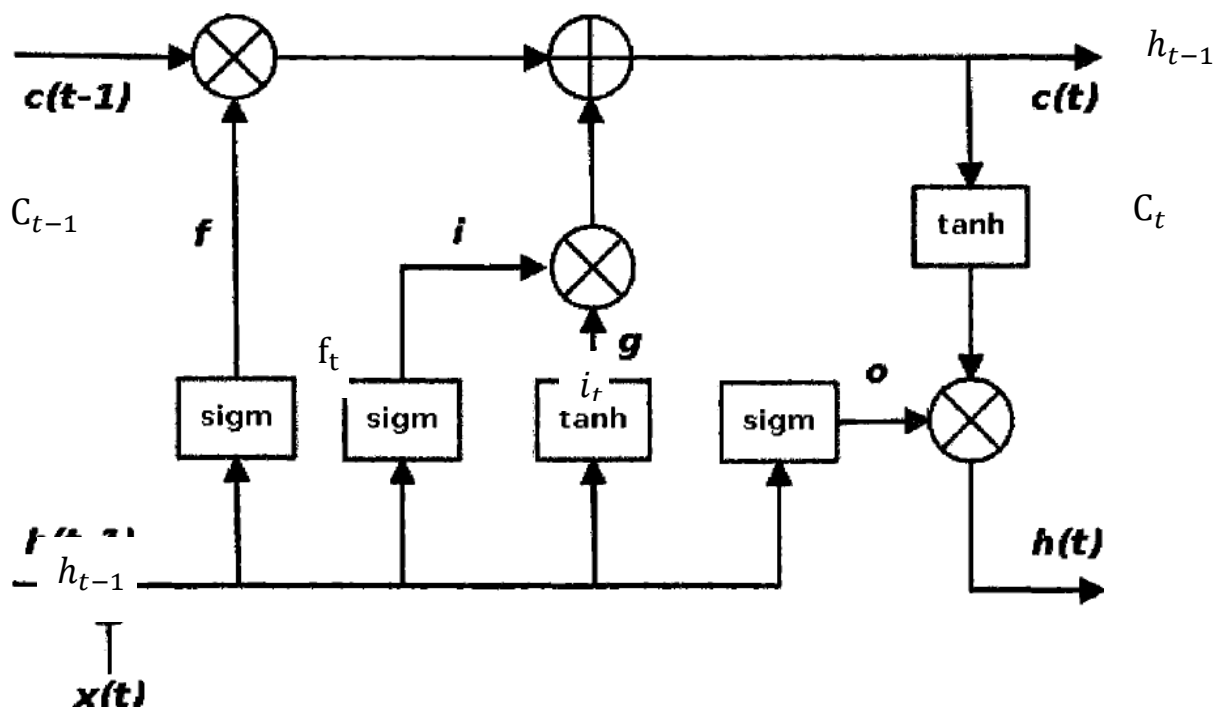 h_{t-1}
c(t-1)
c(t)
C_{t-1}
f
i
tanh
C_t
g
f_t
i_t
o
sigm
sigm
tanh
sigm
h_{t-1}
h(t)
x(t)